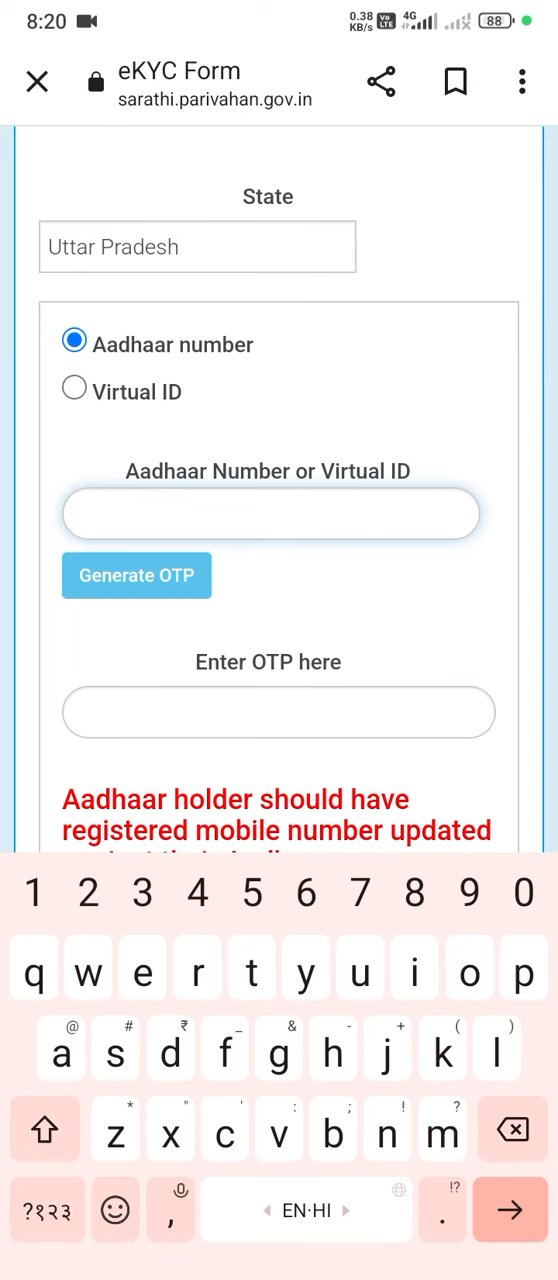 8:20 0.38 KB/s Vo LTE 4G 88
eKYC Form
sarathi.parivahan.gov.in
State
Uttar Pradesh
Aadhaar number
Virtual ID
Aadhaar Number or Virtual ID
Generate OTP
Enter OTP here
Aadhaar holder should have
registered mobile number updated
1 2 3 4 5 6 7 8 9 0
q w e r t y u i o p
@ # ₹ _ & - + ( )
a s d f g h j k l
* " ' : ; ! ?
z x c v b n m
?१२३ , EN·HI . !?